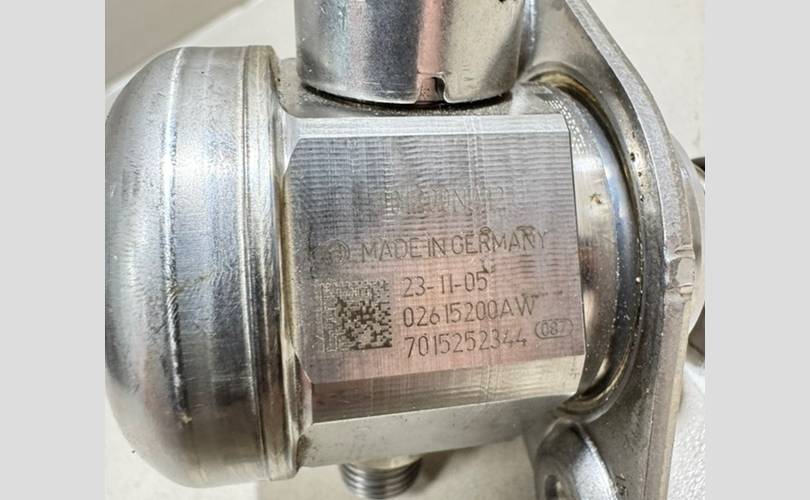 MADE IN GERMANY
23-11-05
02615200AW
7015252344 087